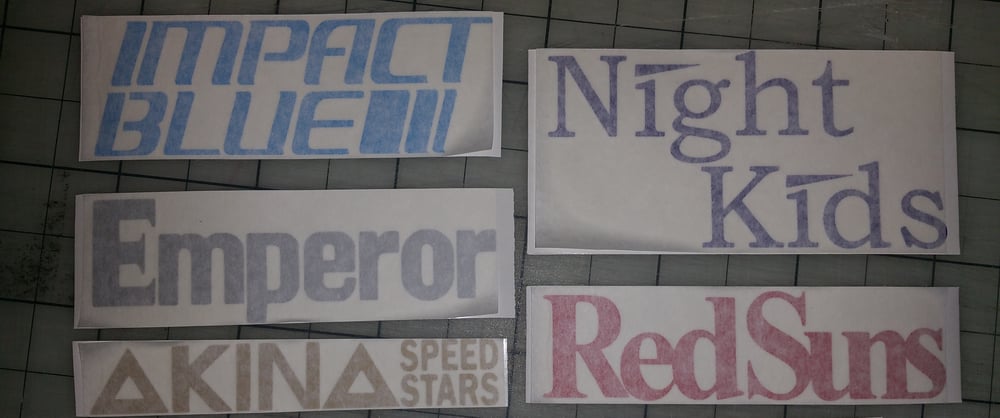 IMPACT
BLUE
Emperor
AKINA SPEED
STARS
Night
Kids
RedSuns